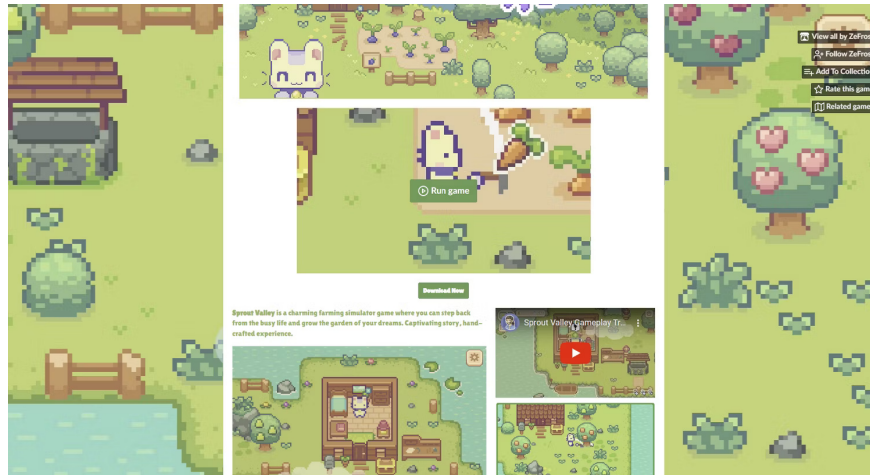 View all by ZeFros
Follow ZeFros
Add To Collectio
Rate this gam
Related game
Run game
Download Now
Sprout Valley is a charming farming simulator game where you can step back
from the busy life and grow the garden of your dreams. Captivating story, hand-
crafted experience.
Sprout Valley Gameplay Tr...